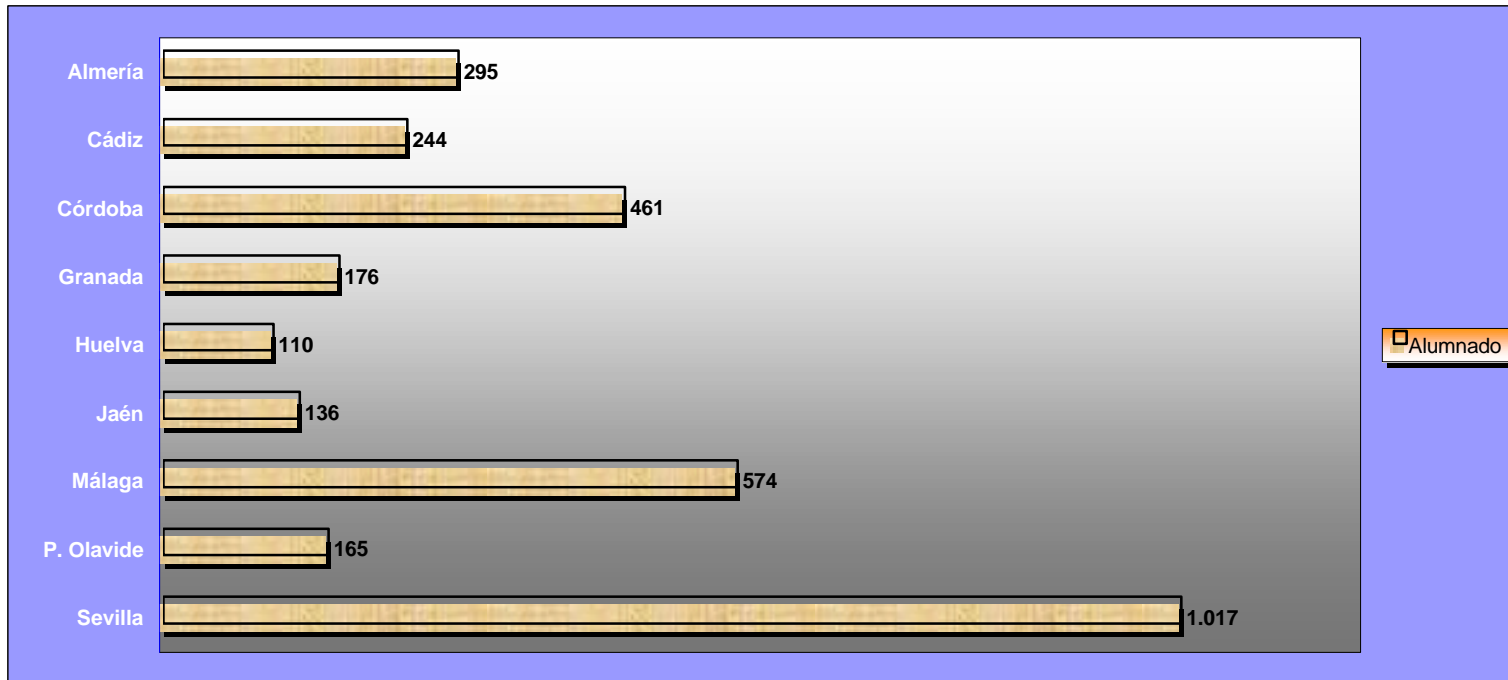 Almería 295
Cádiz 244
Córdoba 461
Granada 176
Huelva 110
Jaén 136
Málaga 574
P. Olavide 165
Sevilla 1.017
Alumnado